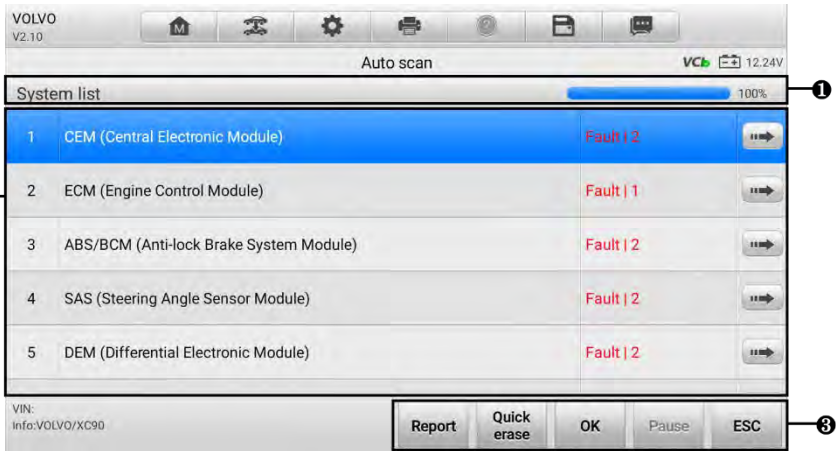 VOLVO
V2.10
M
Auto scan
VCI 12.24V
System list 100% ❶
1 CEM (Central Electronic Module) Fault | 2
2 ECM (Engine Control Module) Fault | 1
3 ABS/BCM (Anti-lock Brake System Module) Fault | 2
4 SAS (Steering Angle Sensor Module) Fault | 2
5 DEM (Differential Electronic Module) Fault | 2
VIN:
Info:VOLVO/XC90
Report Quick erase OK Pause ESC ❸